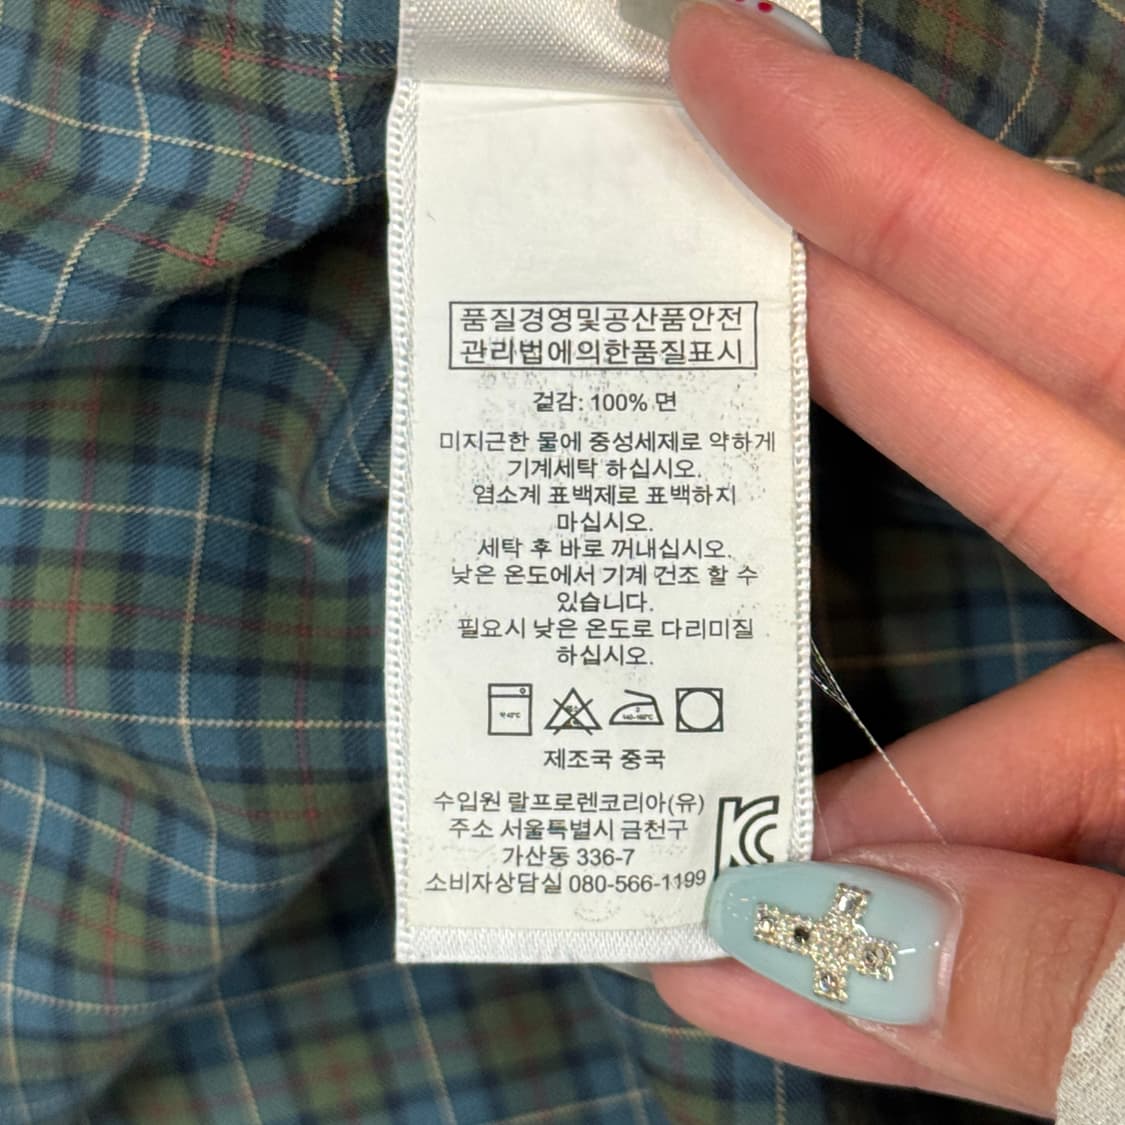 품질경영및공산품안전
관리법에의한품질표시
겉감: 100% 면
미지근한 물에 중성세제로 약하게
기계세탁 하십시오.
염소계 표백제로 표백하지
마십시오.
세탁 후 바로 꺼내십시오.
낮은 온도에서 기계 건조 할 수
있습니다.
필요시 낮은 온도로 다리미질
하십시오.
약 40°C
2
140-160°C
제조국 중국
수입원 랄프로렌코리아(유)
주소 서울특별시 금천구
가산동 336-7
소비자상담실 080-566-1199
KC